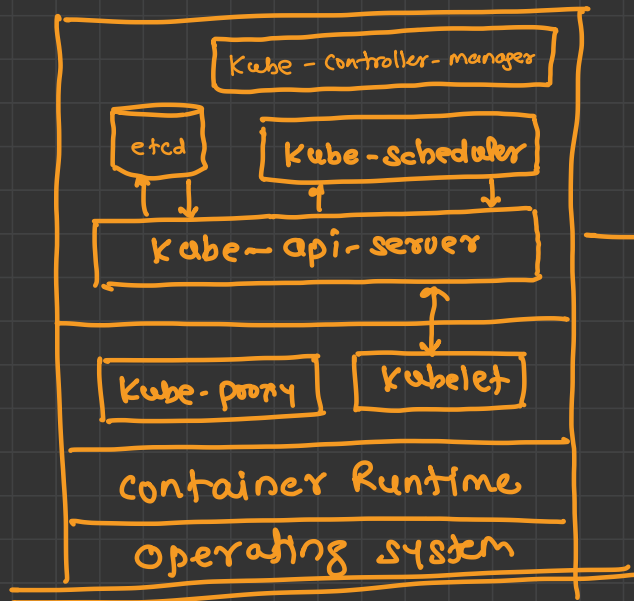 Kube-controller-manager
etcd
Kube-scheduler
Kube-api-server
Kube-proxy
Kubelet
Container Runtime
Operating system